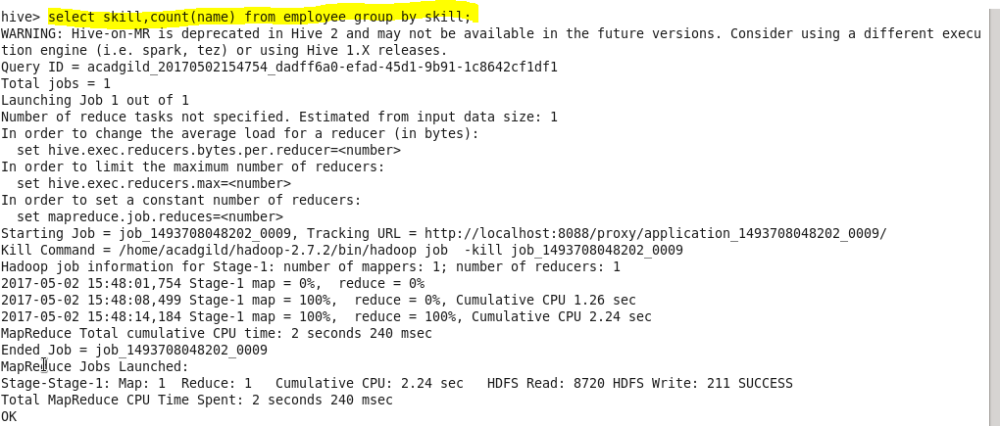 hive> select skill,count(name) from employee group by skill;
WARNING: Hive-on-MR is deprecated in Hive 2 and may not be available in the future versions. Consider using a different execu
tion engine (i.e. spark, tez) or using Hive 1.X releases.
Query ID = acadgild_20170502154754_dadff6a0-efad-45d1-9b91-1c8642cf1df1
Total jobs = 1
Launching Job 1 out of 1
Number of reduce tasks not specified. Estimated from input data size: 1
In order to change the average load for a reducer (in bytes):
  set hive.exec.reducers.bytes.per.reducer=<number>
In order to limit the maximum number of reducers:
  set hive.exec.reducers.max=<number>
In order to set a constant number of reducers:
  set mapreduce.job.reduces=<number>
Starting Job = job_1493708048202_0009, Tracking URL = http://localhost:8088/proxy/application_1493708048202_0009/
Kill Command = /home/acadgild/hadoop-2.7.2/bin/hadoop job  -kill job_1493708048202_0009
Hadoop job information for Stage-1: number of mappers: 1; number of reducers: 1
2017-05-02 15:48:01,754 Stage-1 map = 0%,  reduce = 0%
2017-05-02 15:48:08,499 Stage-1 map = 100%,  reduce = 0%, Cumulative CPU 1.26 sec
2017-05-02 15:48:14,184 Stage-1 map = 100%,  reduce = 100%, Cumulative CPU 2.24 sec
MapReduce Total cumulative CPU time: 2 seconds 240 msec
Ended Job = job_1493708048202_0009
MapReduce Jobs Launched:
Stage-Stage-1: Map: 1  Reduce: 1   Cumulative CPU: 2.24 sec   HDFS Read: 8720 HDFS Write: 211 SUCCESS
Total MapReduce CPU Time Spent: 2 seconds 240 msec
OK